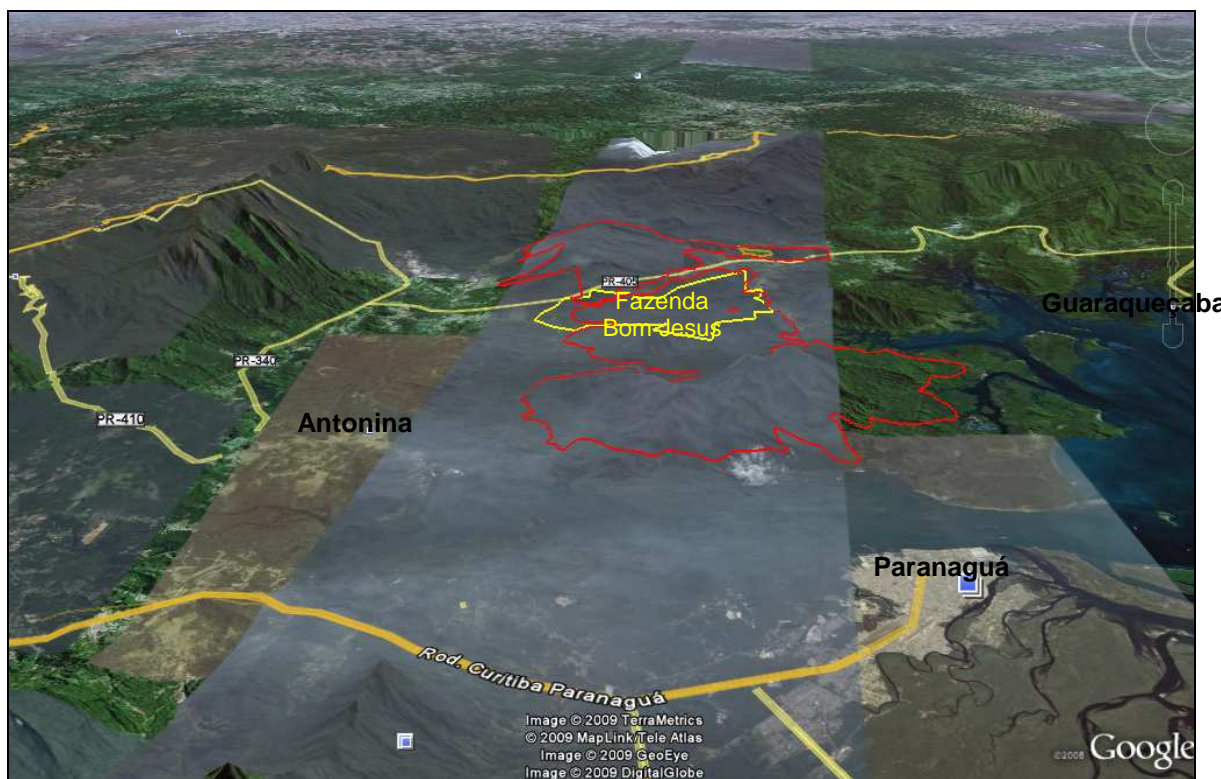 PR-405
Fazenda
Bom Jesus
Guaraqueçaba
PR-340
PR-410
Antonina
Paranaguá
Rod. Curitiba Paranaguá
Image © 2009 TerraMetrics
© 2009 MapLink/Tele Atlas
Image © 2009 GeoEye
Image © 2009 DigitalGlobe
©2008 Google